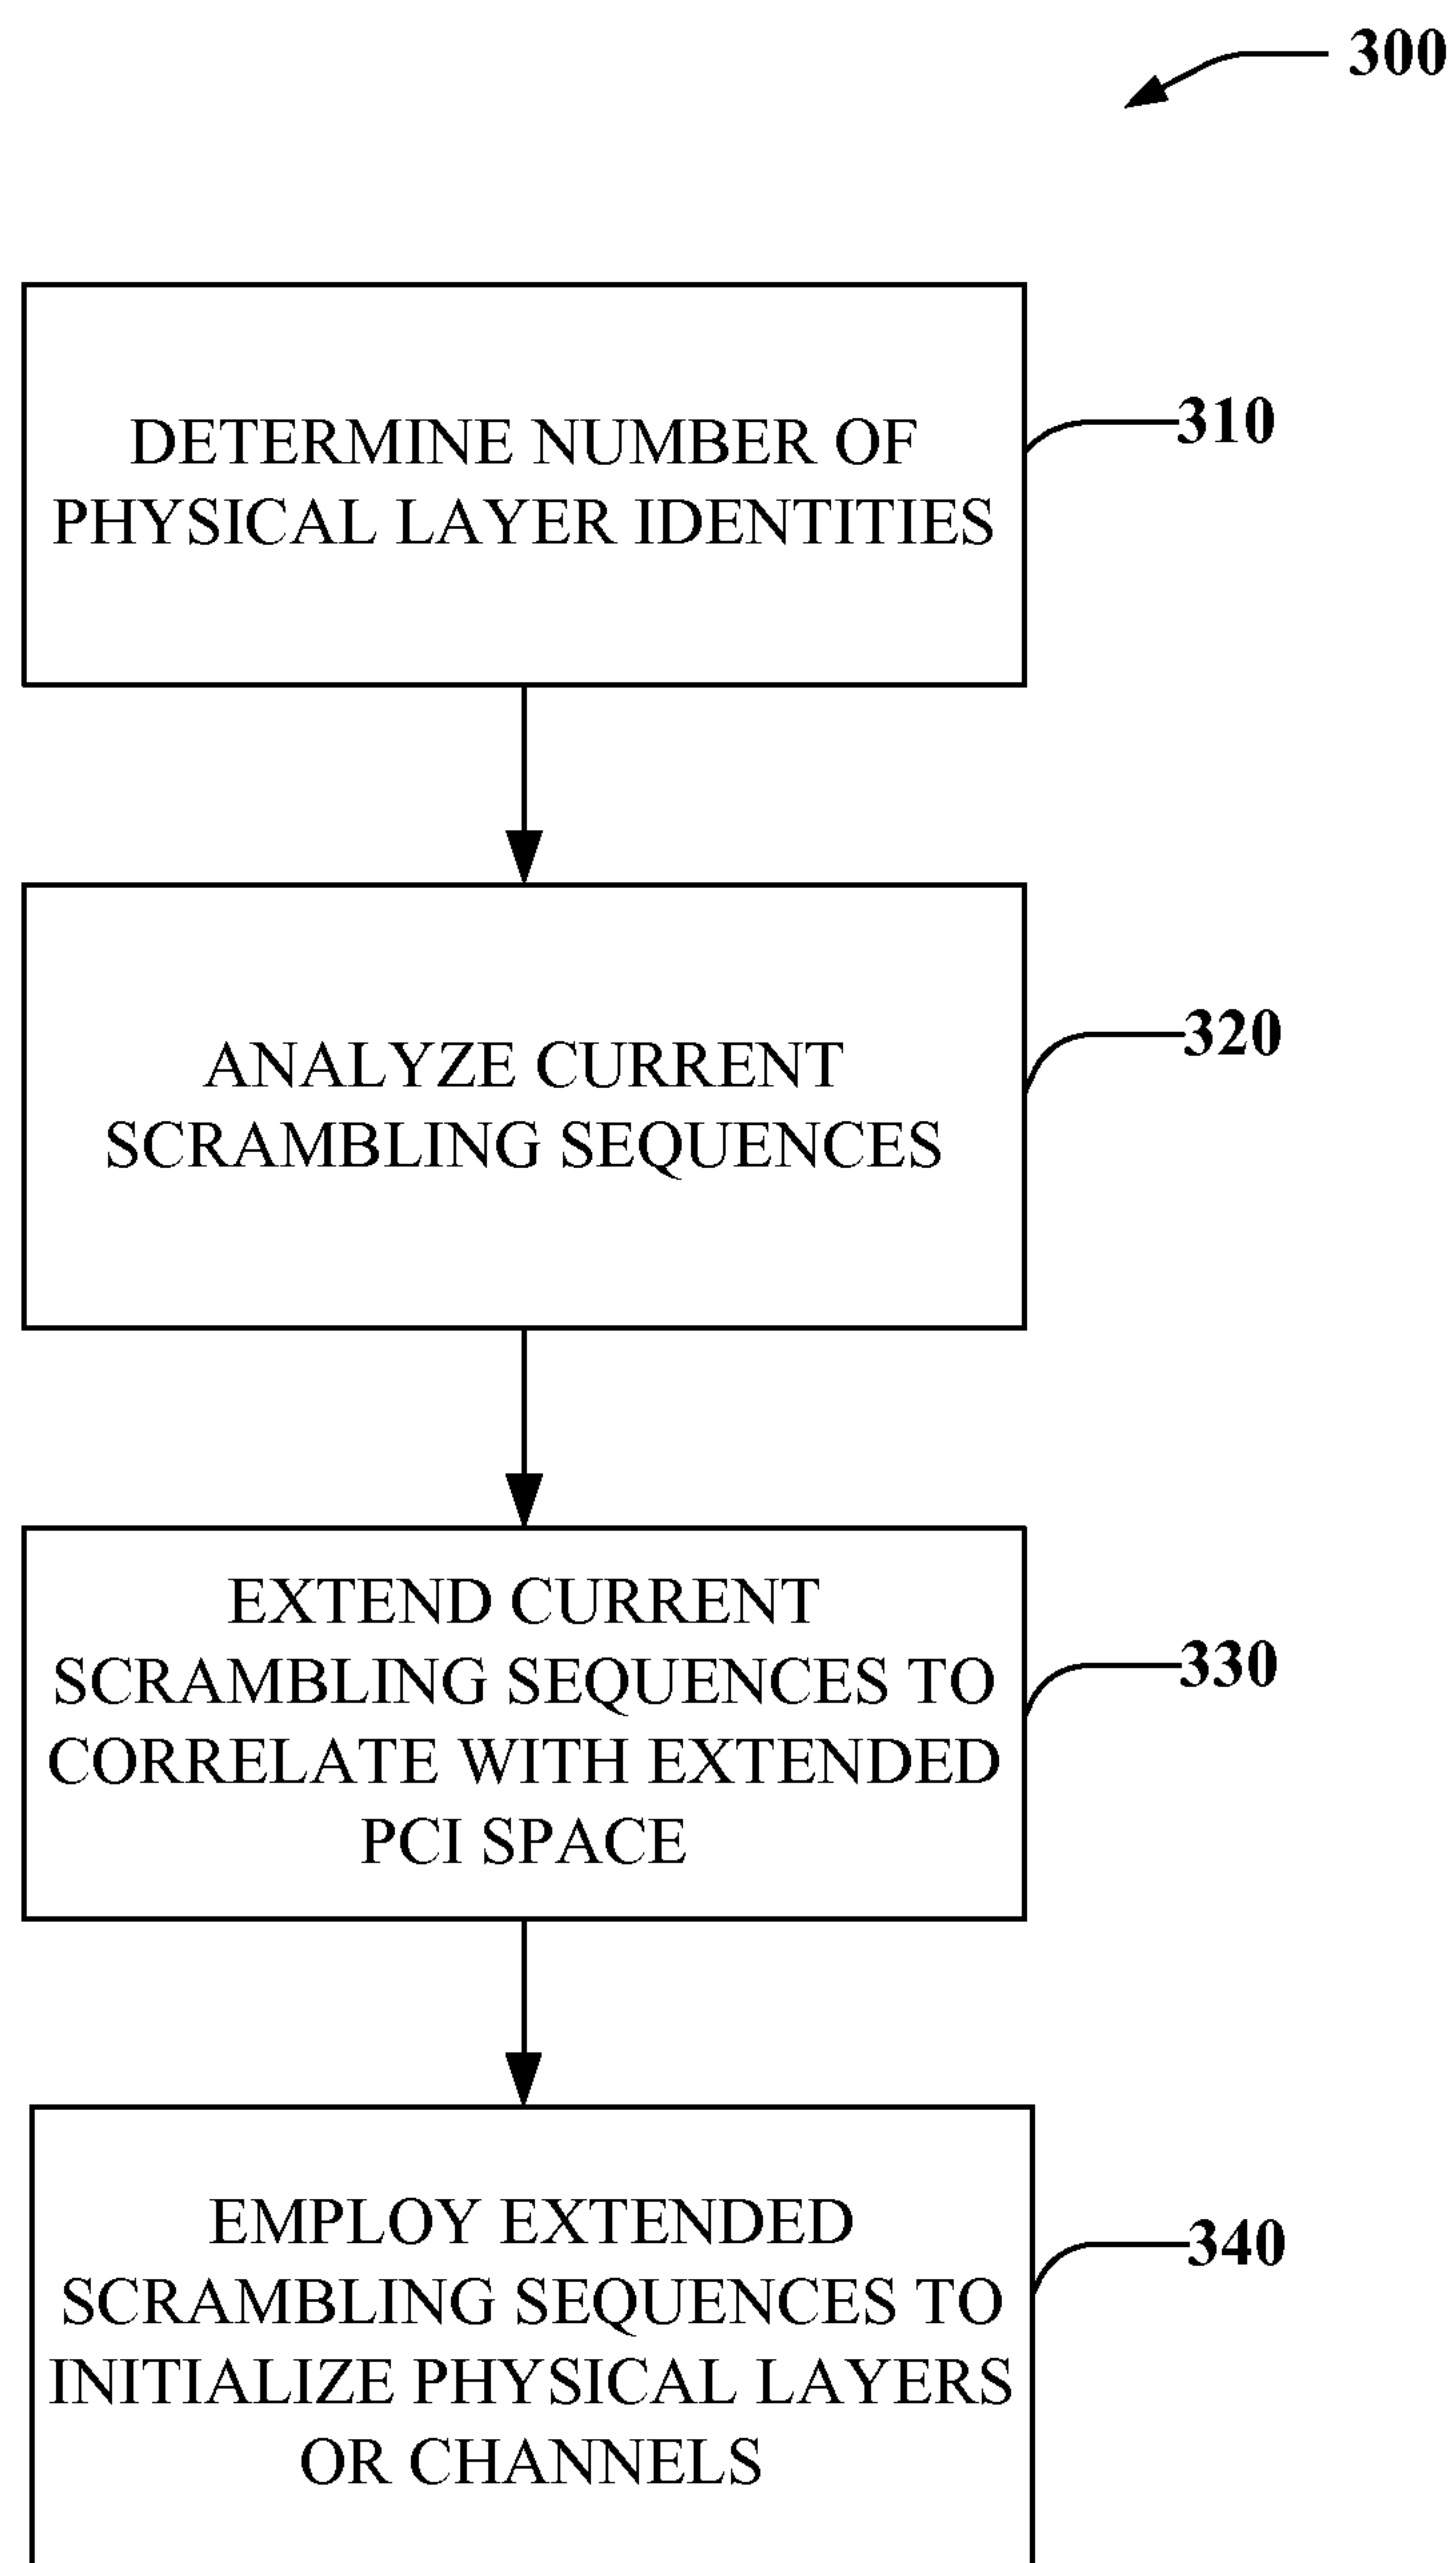 300
DETERMINE NUMBER OF
PHYSICAL LAYER IDENTITIES
310
ANALYZE CURRENT
SCRAMBLING SEQUENCES
320
EXTEND CURRENT
SCRAMBLING SEQUENCES TO
CORRELATE WITH EXTENDED
PCI SPACE
330
EMPLOY EXTENDED
SCRAMBLING SEQUENCES TO
INITIALIZE PHYSICAL LAYERS
OR CHANNELS
340